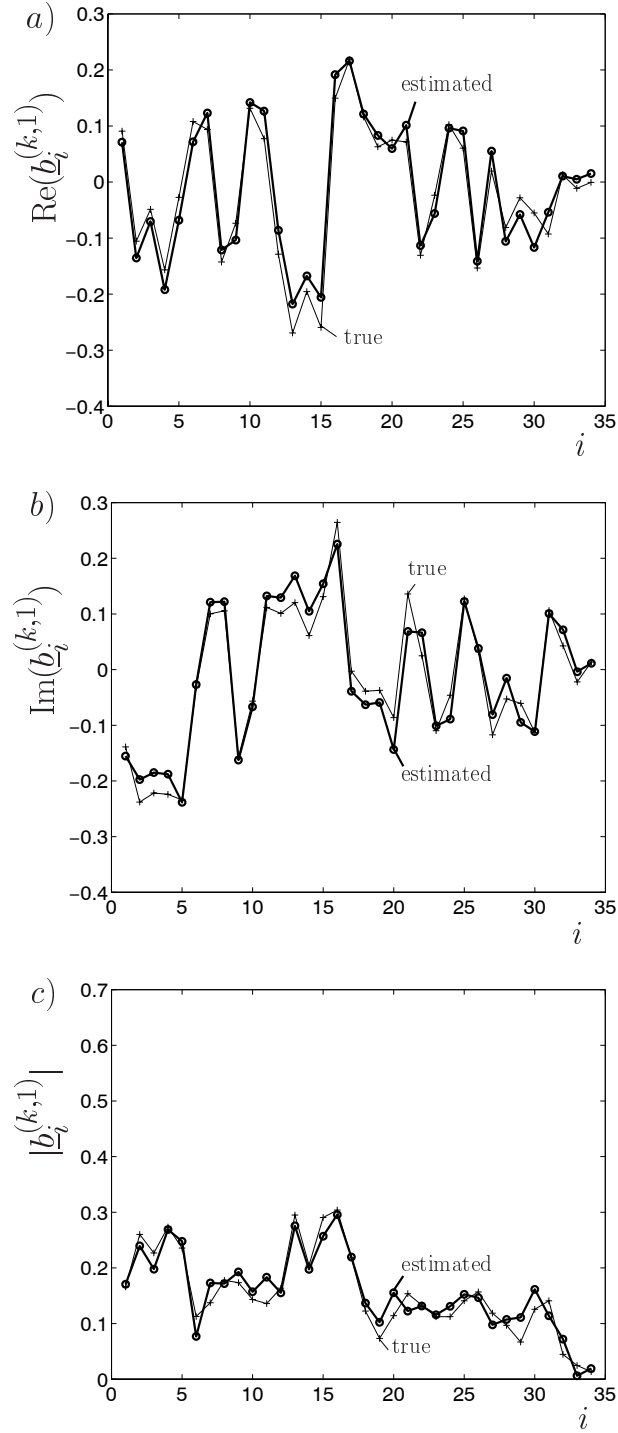 a)
Re(b_i^(k,1))
0.3
0.2
0.1
0
−0.1
−0.2
−0.3
−0.4
estimated
true
0 5 10 15 20 25 30 35
i
b)
Im(b_i^(k,1))
0.3
0.2
0.1
0
−0.1
−0.2
−0.3
−0.4
true
estimated
0 5 10 15 20 25 30 35
i
c)
|b_i^(k,1)|
0.7
0.6
0.5
0.4
0.3
0.2
0.1
0
estimated
true
0 5 10 15 20 25 30 35
i